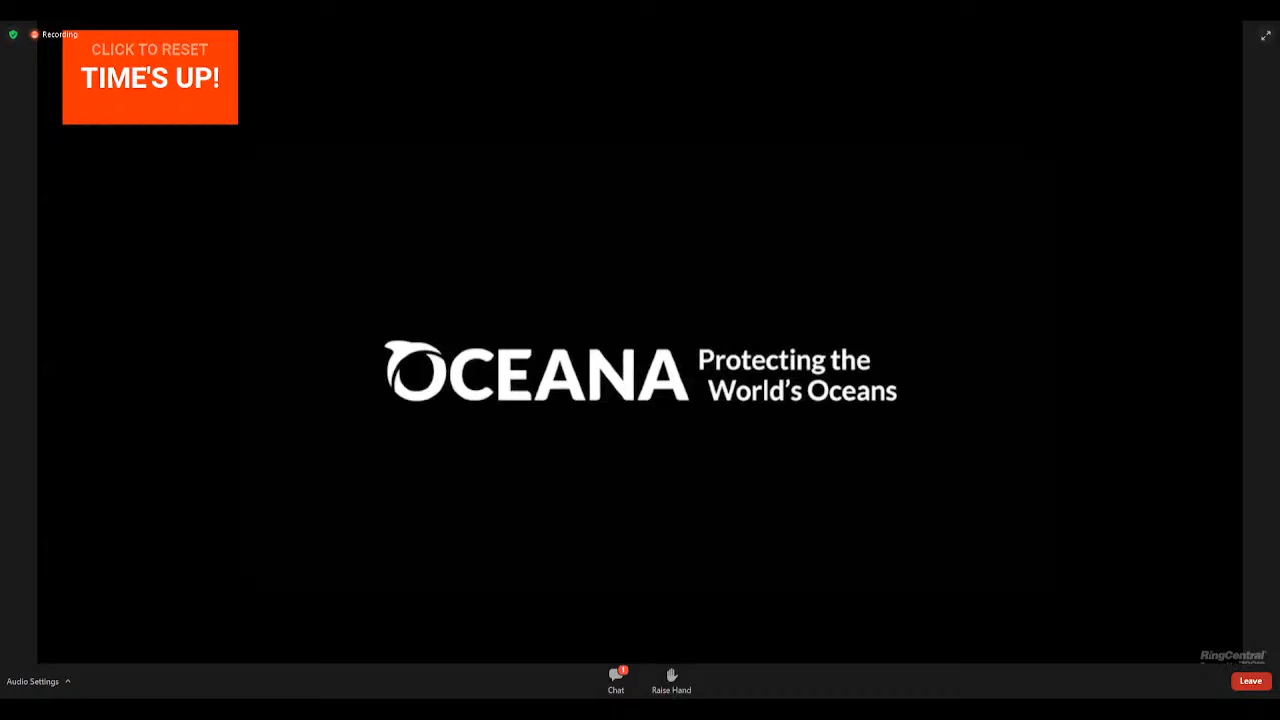 Recording
CLICK TO RESET
TIME'S UP!
OCEANA
Protecting the
World's Oceans
RingCentral
Audio Settings
1
Chat
Raise Hand
Leave